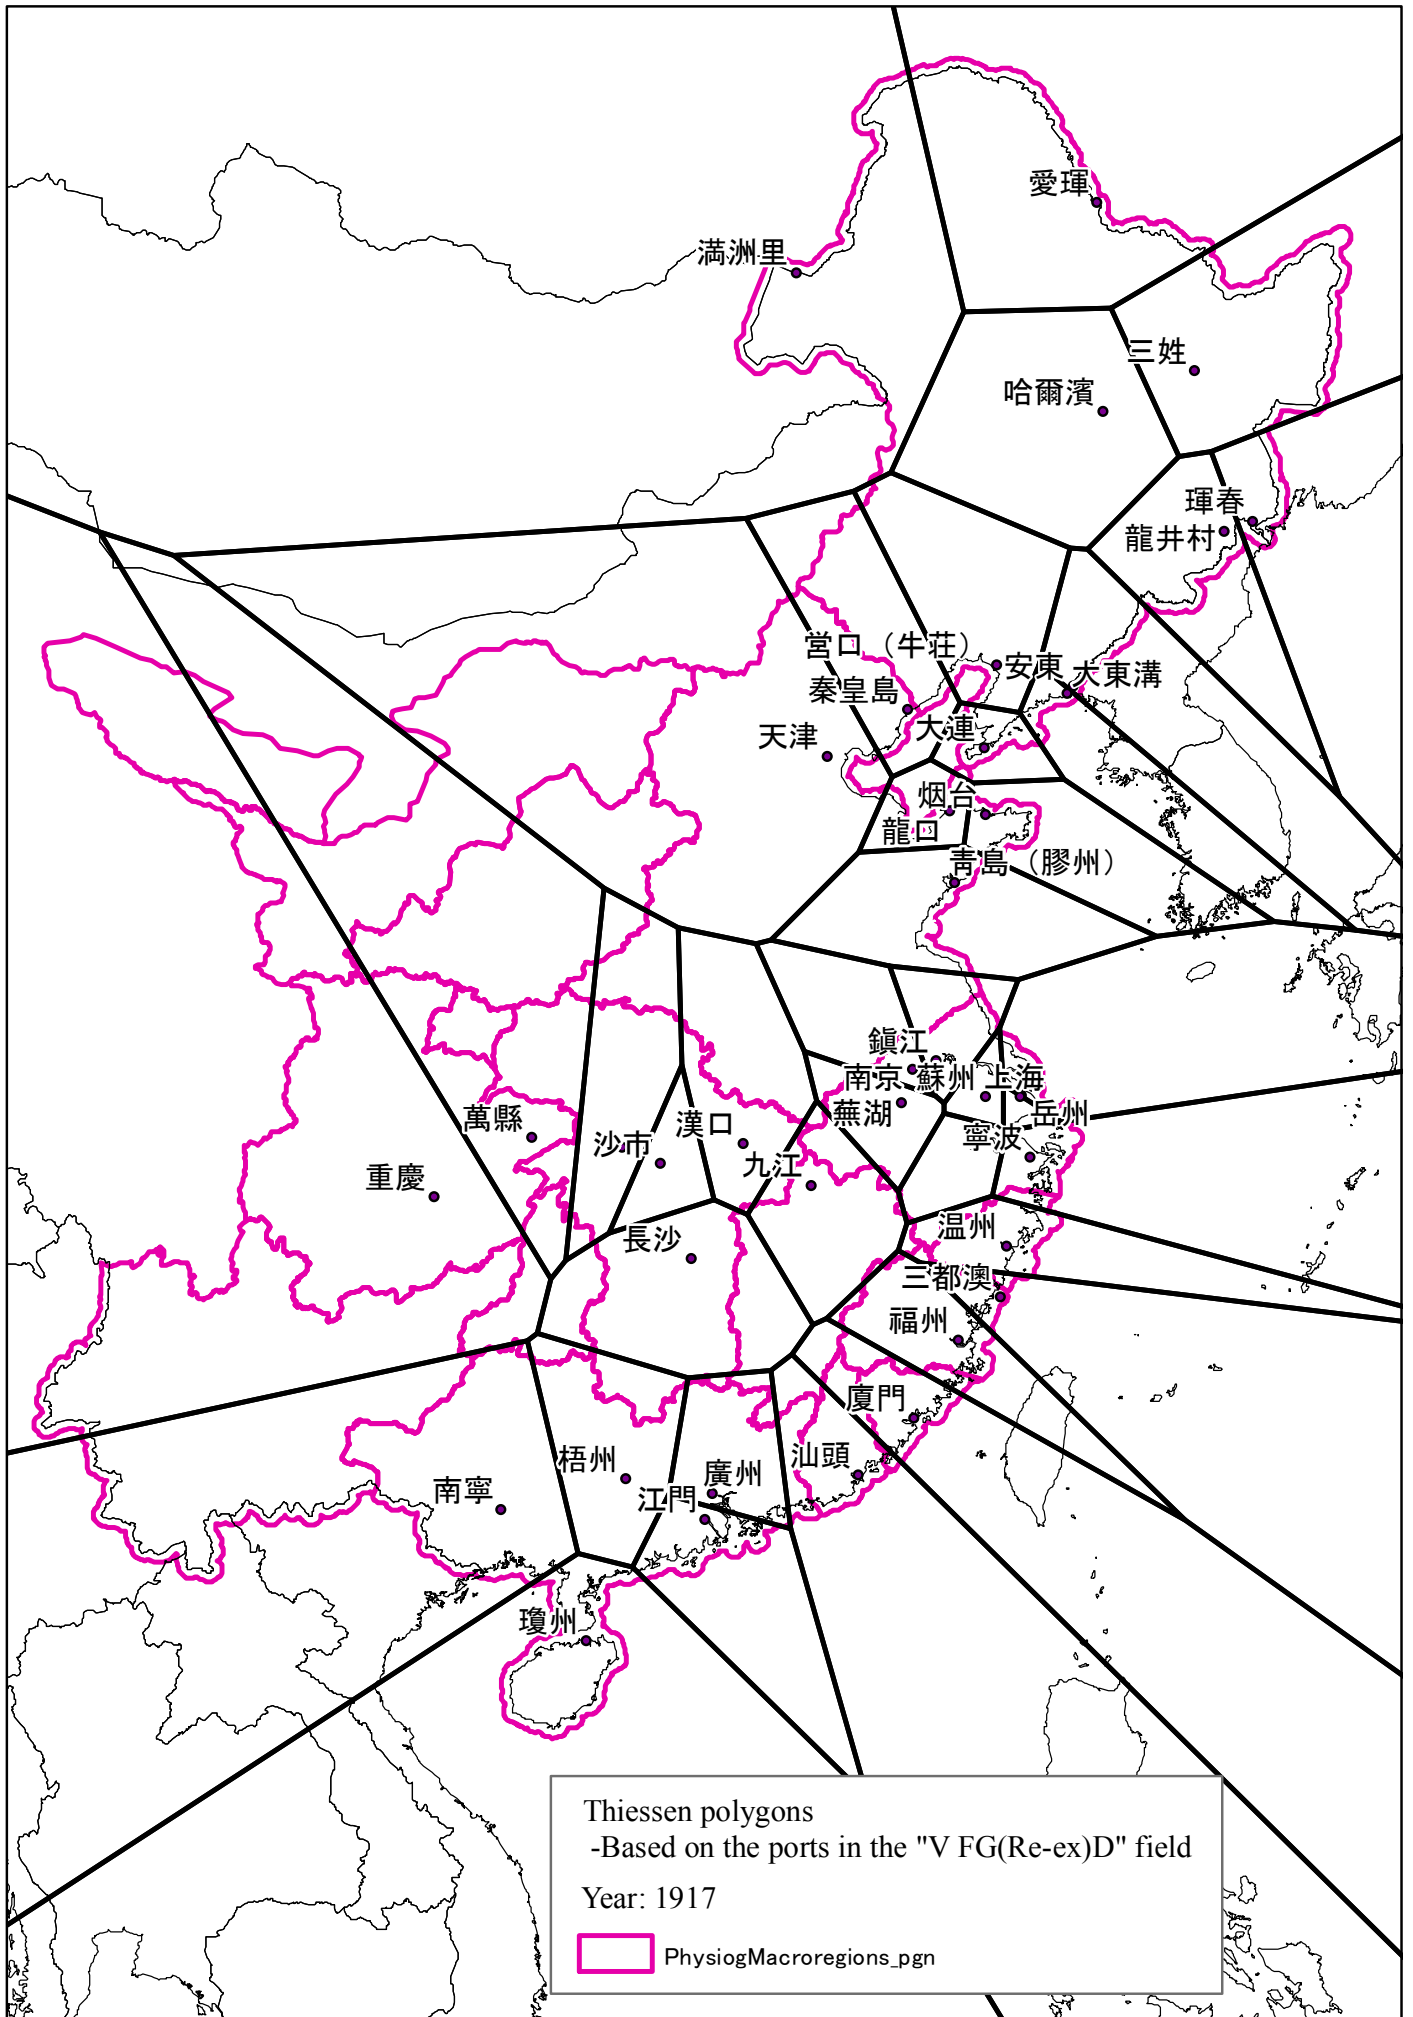 愛琿
満洲里
三姓
哈爾濱
琿春
龍井村
営口（牛荘）
安東
大東溝
秦皇島
大連
天津
烟台
龍口
青島（膠州）
鎭江
南京
蘇州
上海
蕪湖
岳州
萬縣
沙市
漢口
寧波
九江
重慶
長沙
温州
三都澳
福州
廈門
梧州
汕頭
南寧
廣州
江門
瓊州
Thiessen polygons
-Based on the ports in the "V FG(Re-ex)D" field
Year: 1917
PhysiogMacroregions_pgn